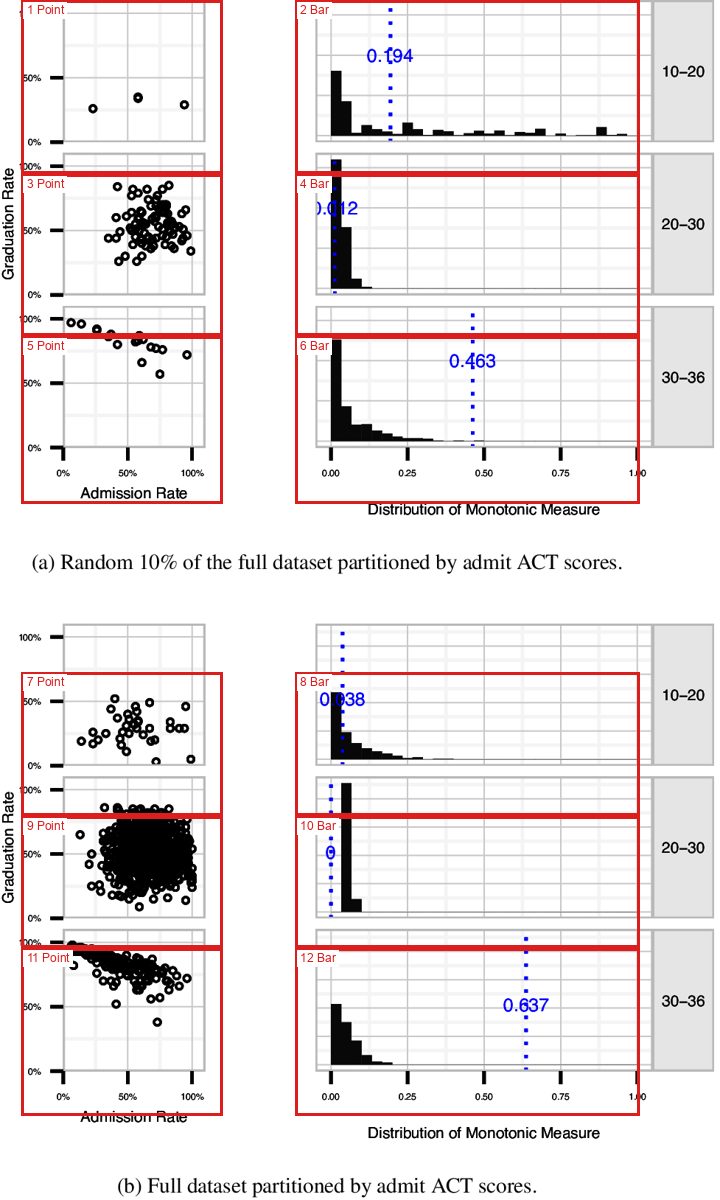 1 Point
2 Bar
50%
0%
0.194
10–20
Graduation Rate
100%
3 Point
50%
0%
4 Bar
0.012
20–30
100%
5 Point
50%
0%
6 Bar
0.463
30–36
0% 50% 100%
0.00 0.25 0.50 0.75 1.00
Admission Rate
Distribution of Monotonic Measure
(a) Random 10% of the full dataset partitioned by admit ACT scores.
100%
7 Point
50%
0%
8 Bar
0.038
10–20
Graduation Rate
100%
9 Point
50%
0%
10 Bar
0
20–30
100%
11 Point
50%
0%
12 Bar
0.637
30–36
0% 50% 100%
0.00 0.25 0.50 0.75 1.00
Admission Rate
Distribution of Monotonic Measure
(b) Full dataset partitioned by admit ACT scores.